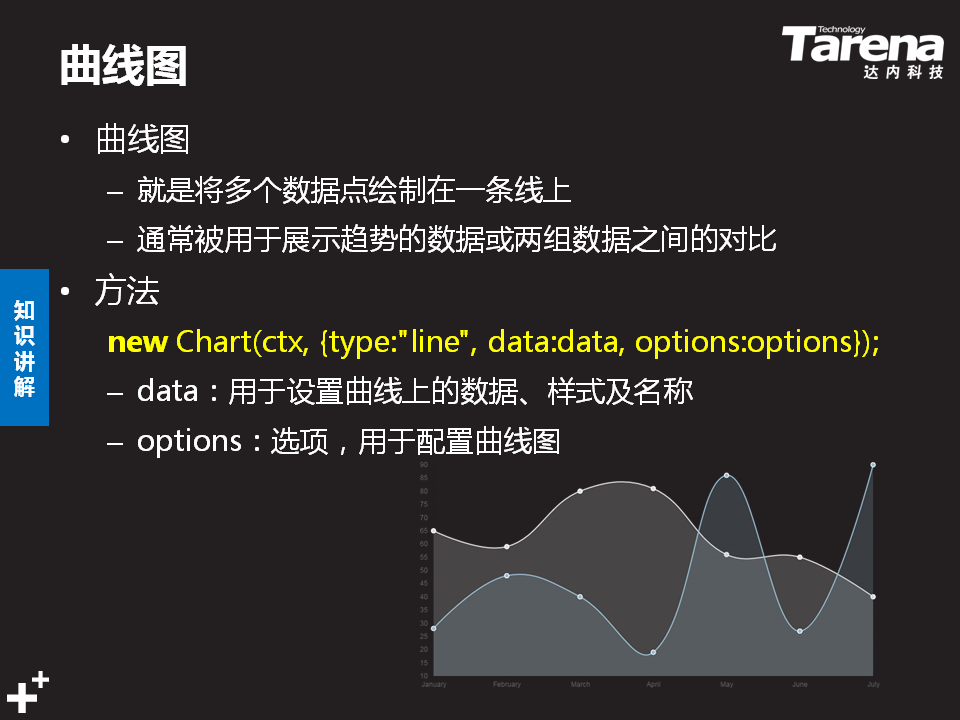 曲线图
Technology
Tarena
达内科技
• 曲线图
– 就是将多个数据点绘制在一条线上
– 通常被用于展示趋势的数据或两组数据之间的对比
• 方法
new Chart(ctx, {type:"line", data:data, options:options});
– data：用于设置曲线上的数据、样式及名称
– options：选项，用于配置曲线图
知识讲解
90
85
80
75
70
65
60
55
50
45
40
35
30
25
20
15
10
January February March April May June July